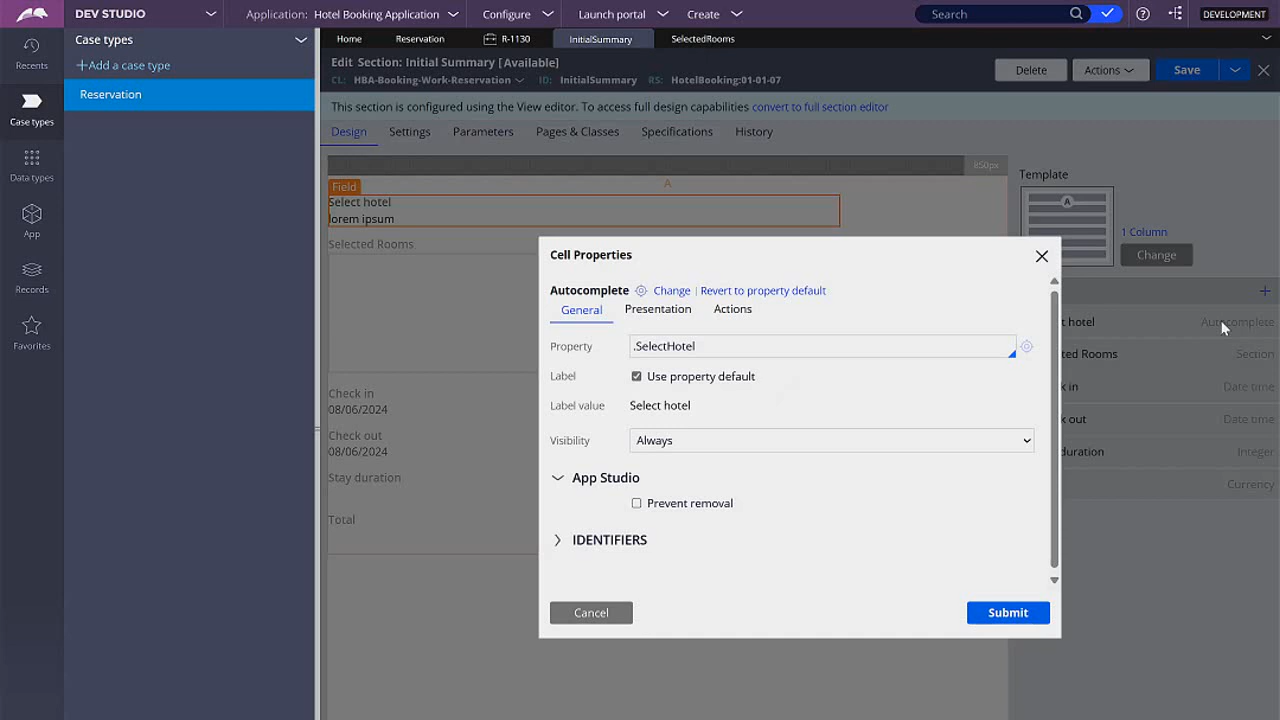 DEV STUDIO
Application: Hotel Booking Application
Configure
Launch portal
Create
Search
DEVELOPMENT
Recents
Case types
Data types
App
Records
Favorites
Case types
+Add a case type
Reservation
Home
Reservation
R-1130
InitialSummary
SelectedRooms
Edit Section: Initial Summary [Available]
CL: HBA-Booking-Work-Reservation
ID: InitialSummary
RS: HotelBooking:01-01-07
Delete
Actions
Save
This section is configured using the View editor. To access full design capabilities convert to full section editor
Design
Settings
Parameters
Pages & Classes
Specifications
History
850px
Field
A
Select hotel
lorem ipsum
Selected Rooms
Check in
08/06/2024
Check out
08/06/2024
Stay duration
Total
Template
A
1 Column
Change
t hotel
Autocomplete
ted Rooms
Section
in
Date time
out
Date time
duration
Integer
Currency
Cell Properties
Autocomplete
Change | Revert to property default
General
Presentation
Actions
Property
.SelectHotel
Label
Use property default
Label value
Select hotel
Visibility
Always
App Studio
Prevent removal
IDENTIFIERS
Cancel
Submit